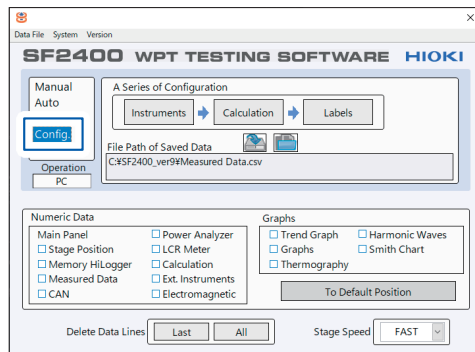 Data File System Version
SF2400 WPT TESTING SOFTWARE HIOKI
Manual
Auto
Config.
Operation
PC
A Series of Configuration
Instruments
Calculation
Labels
File Path of Saved Data
C:¥SF2400_ver9¥Measured Data.csv
Numeric Data
Main Panel
Stage Position
Memory HiLogger
Measured Data
CAN
Power Analyzer
LCR Meter
Calculation
Ext. Instruments
Electromagnetic
Graphs
Trend Graph
Graphs
Thermography
Harmonic Waves
Smith Chart
To Default Position
Delete Data Lines Last All
Stage Speed FAST